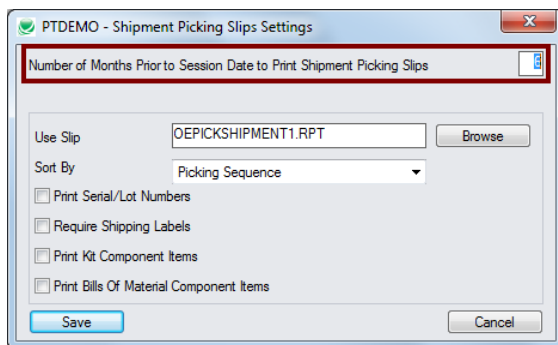 PTDEMO - Shipment Picking Slips Settings
Number of Months Prior to Session Date to Print Shipment Picking Slips 6
Use Slip OEPICKSHIPMENT1.RPT Browse
Sort By Picking Sequence
Print Serial/Lot Numbers
Require Shipping Labels
Print Kit Component Items
Print Bills Of Material Component Items
Save Cancel